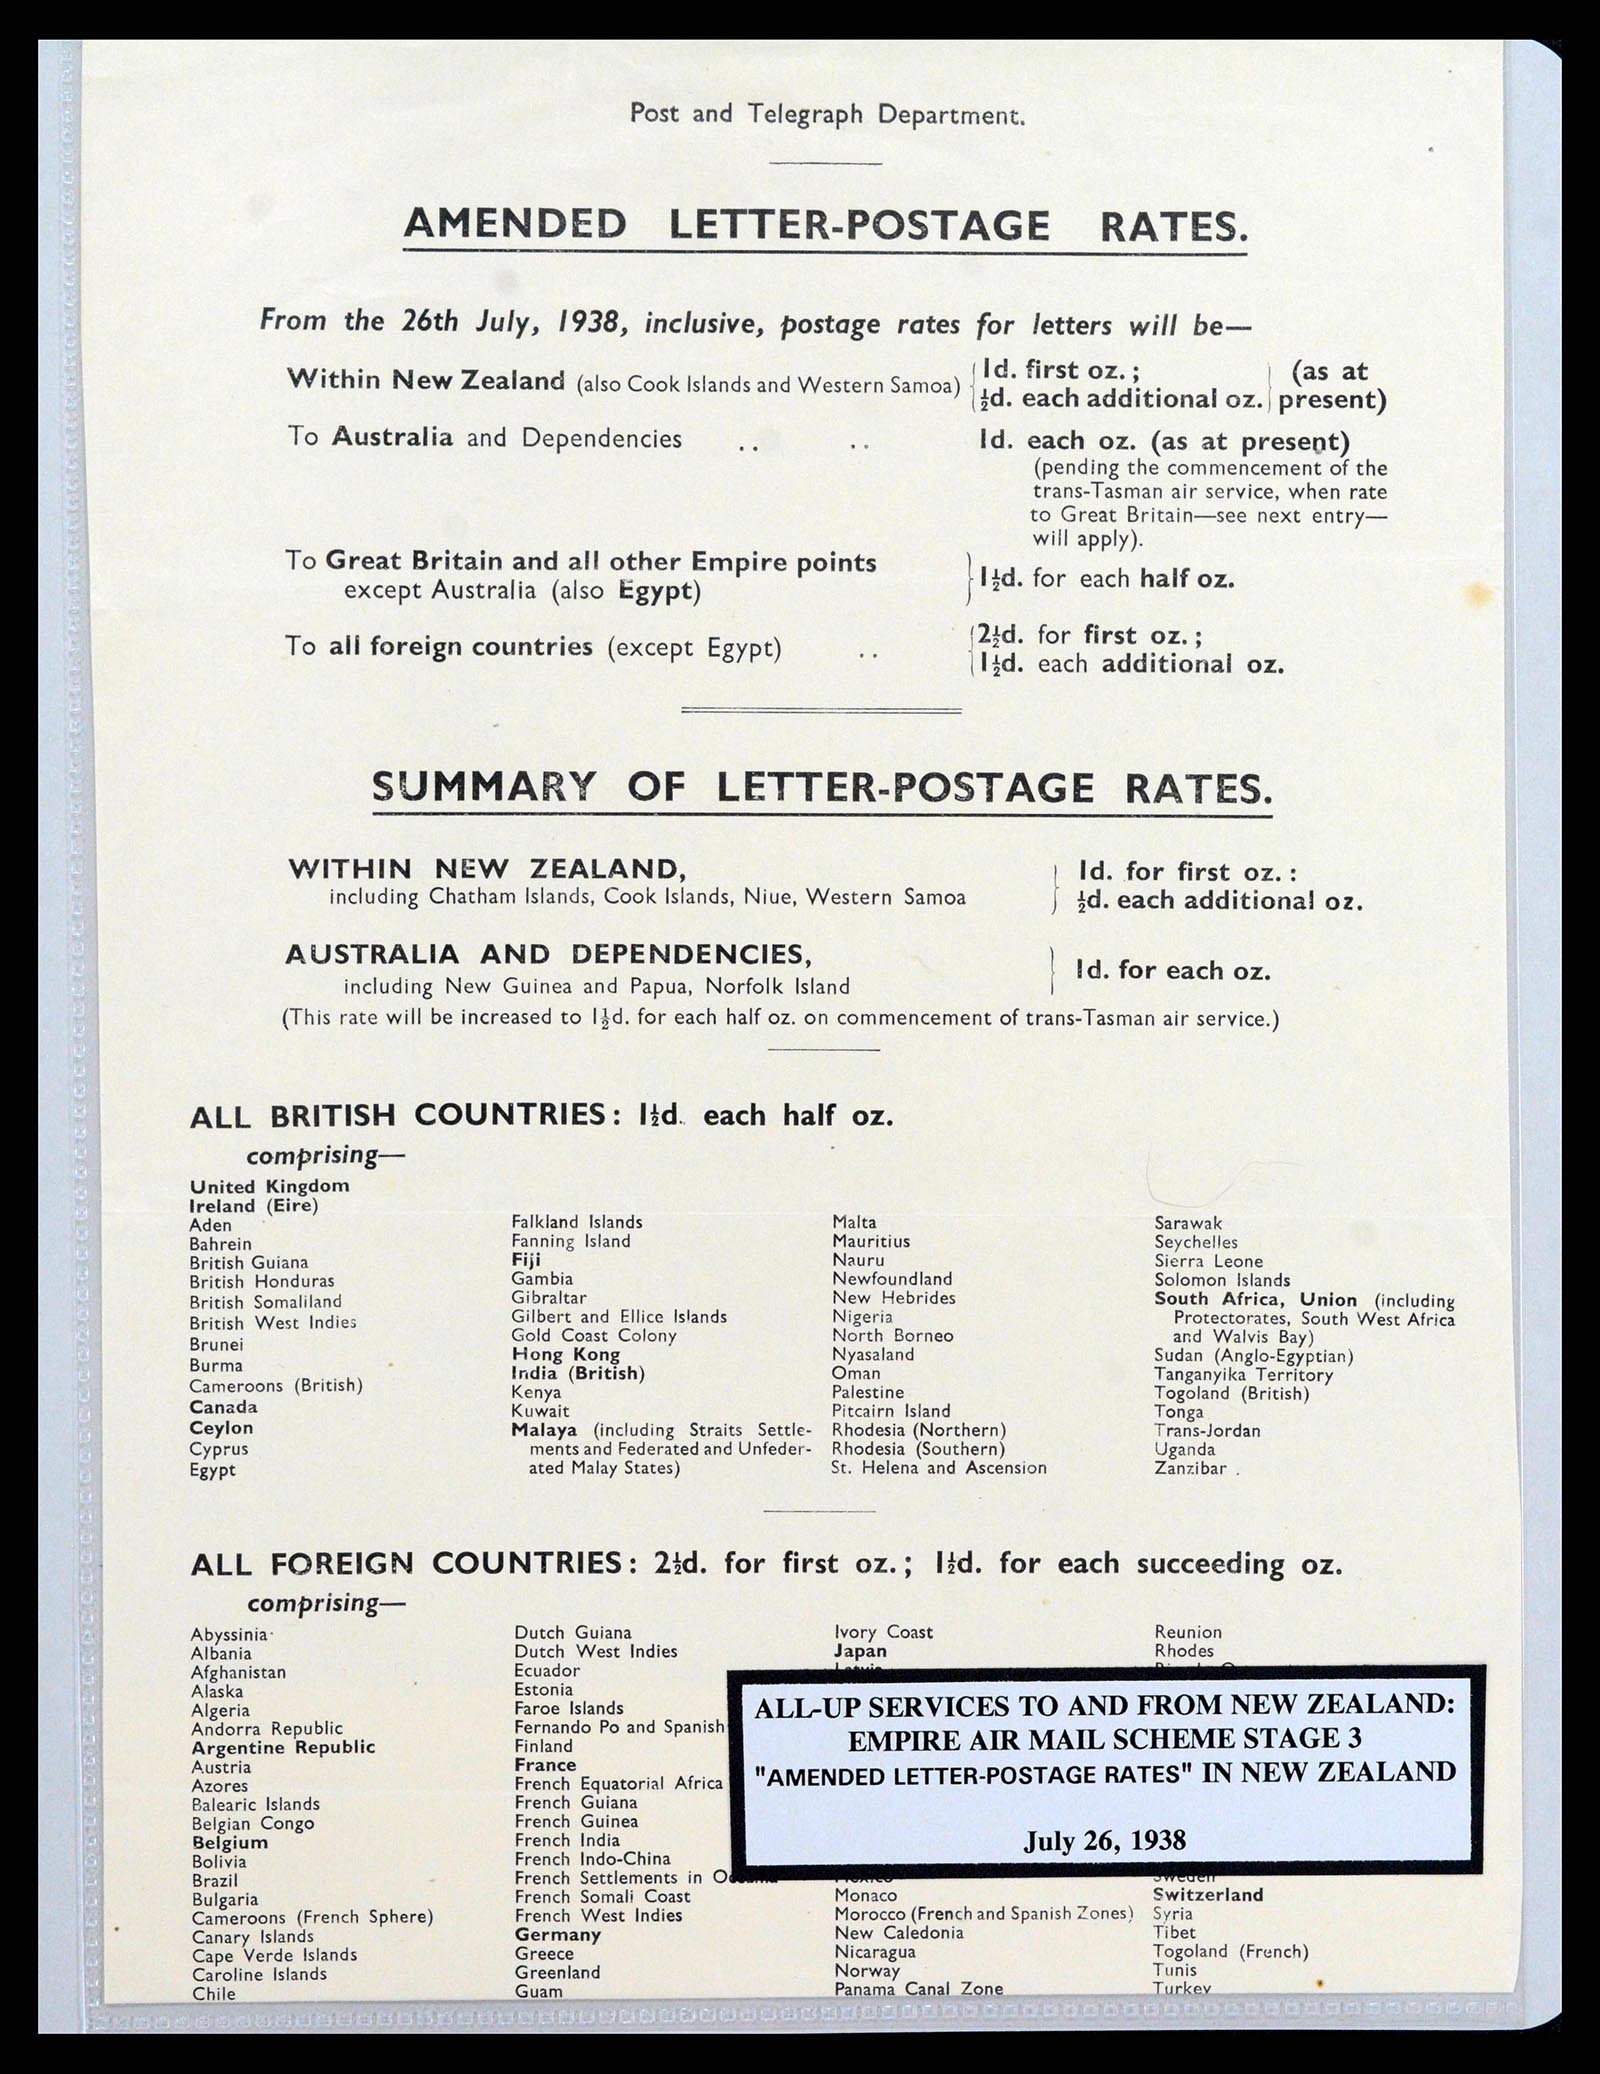 Post and Telegraph Department.
AMENDED LETTER-POSTAGE RATES.
From the 26th July, 1938, inclusive, postage rates for letters will be—
Within New Zealand (also Cook Islands and Western Samoa) 1d. first oz.; (as at
½d. each additional oz. present)
To Australia and Dependencies .. .. 1d. each oz. (as at present)
(pending the commencement of the
trans-Tasman air service, when rate
to Great Britain—see next entry—
will apply).
To Great Britain and all other Empire points
except Australia (also Egypt) 1½d. for each half oz.
To all foreign countries (except Egypt) .. 2½d. for first oz.;
1½d. each additional oz.
SUMMARY OF LETTER-POSTAGE RATES.
WITHIN NEW ZEALAND, 1d. for first oz.:
including Chatham Islands, Cook Islands, Niue, Western Samoa ½d. each additional oz.
AUSTRALIA AND DEPENDENCIES, 1d. for each oz.
including New Guinea and Papua, Norfolk Island
(This rate will be increased to 1½d. for each half oz. on commencement of trans-Tasman air service.)
ALL BRITISH COUNTRIES: 1½d. each half oz.
comprising—
United Kingdom
Ireland (Eire)
Aden
Bahrein
British Guiana
British Honduras
British Somaliland
British West Indies
Brunei
Burma
Cameroons (British)
Canada
Ceylon
Cyprus
Egypt
Falkland Islands
Fanning Island
Fiji
Gambia
Gibraltar
Gilbert and Ellice Islands
Gold Coast Colony
Hong Kong
India (British)
Kenya
Kuwait
Malaya (including Straits Settle-
ments and Federated and Unfeder-
ated Malay States)
Malta
Mauritius
Nauru
Newfoundland
New Hebrides
Nigeria
North Borneo
Nyasaland
Oman
Palestine
Pitcairn Island
Rhodesia (Northern)
Rhodesia (Southern)
St. Helena and Ascension
Sarawak
Seychelles
Sierra Leone
Solomon Islands
South Africa, Union (including
Protectorates, South West Africa
and Walvis Bay)
Sudan (Anglo-Egyptian)
Tanganyika Territory
Togoland (British)
Tonga
Trans-Jordan
Uganda
Zanzibar
ALL FOREIGN COUNTRIES: 2½d. for first oz.; 1½d. for each succeeding oz.
comprising—
Abyssinia
Albania
Afghanistan
Alaska
Algeria
Andorra Republic
Argentine Republic
Austria
Azores
Balearic Islands
Belgian Congo
Belgium
Bolivia
Brazil
Bulgaria
Cameroons (French Sphere)
Canary Islands
Cape Verde Islands
Caroline Islands
Chile
Dutch Guiana
Dutch West Indies
Ecuador
Estonia
Faroe Islands
Fernando Po and Spanish
Finland
France
French Equatorial Africa
French Guiana
French Guinea
French India
French Indo-China
French Settlements in
French Somali Coast
French West Indies
Germany
Greece
Greenland
Guam
Ivory Coast
Japan
Monaco
Morocco (French and Spanish Zones)
New Caledonia
Nicaragua
Norway
Panama Canal Zone
Reunion
Rhodes
Sweden
Switzerland
Syria
Tibet
Togoland (French)
Tunis
Turkey
ALL-UP SERVICES TO AND FROM NEW ZEALAND:
EMPIRE AIR MAIL SCHEME STAGE 3
"AMENDED LETTER-POSTAGE RATES" IN NEW ZEALAND
July 26, 1938